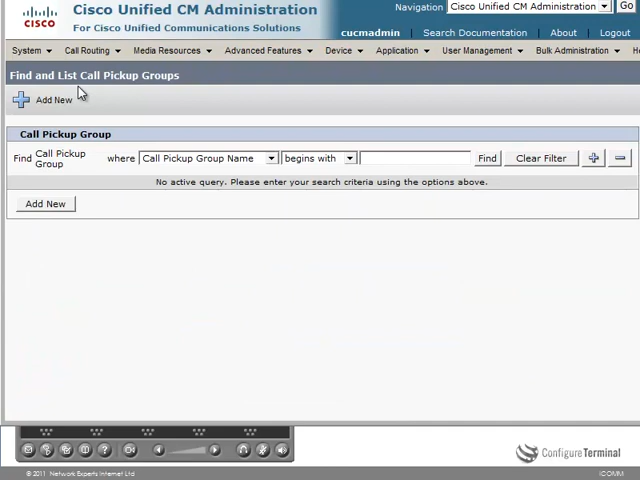 Cisco Unified CM Administration
For Cisco Unified Communications Solutions
CISCO
Navigation Cisco Unified CM Administration Go
cucmadmin Search Documentation About Logout
System Call Routing Media Resources Advanced Features Device Application User Management Bulk Administration He
Find and List Call Pickup Groups
Add New
Call Pickup Group
Find Call Pickup Group where Call Pickup Group Name begins with Find Clear Filter
No active query. Please enter your search criteria using the options above.
Add New
ConfigureTerminal
© 2011 Network Experts Internet Ltd
ICOMM